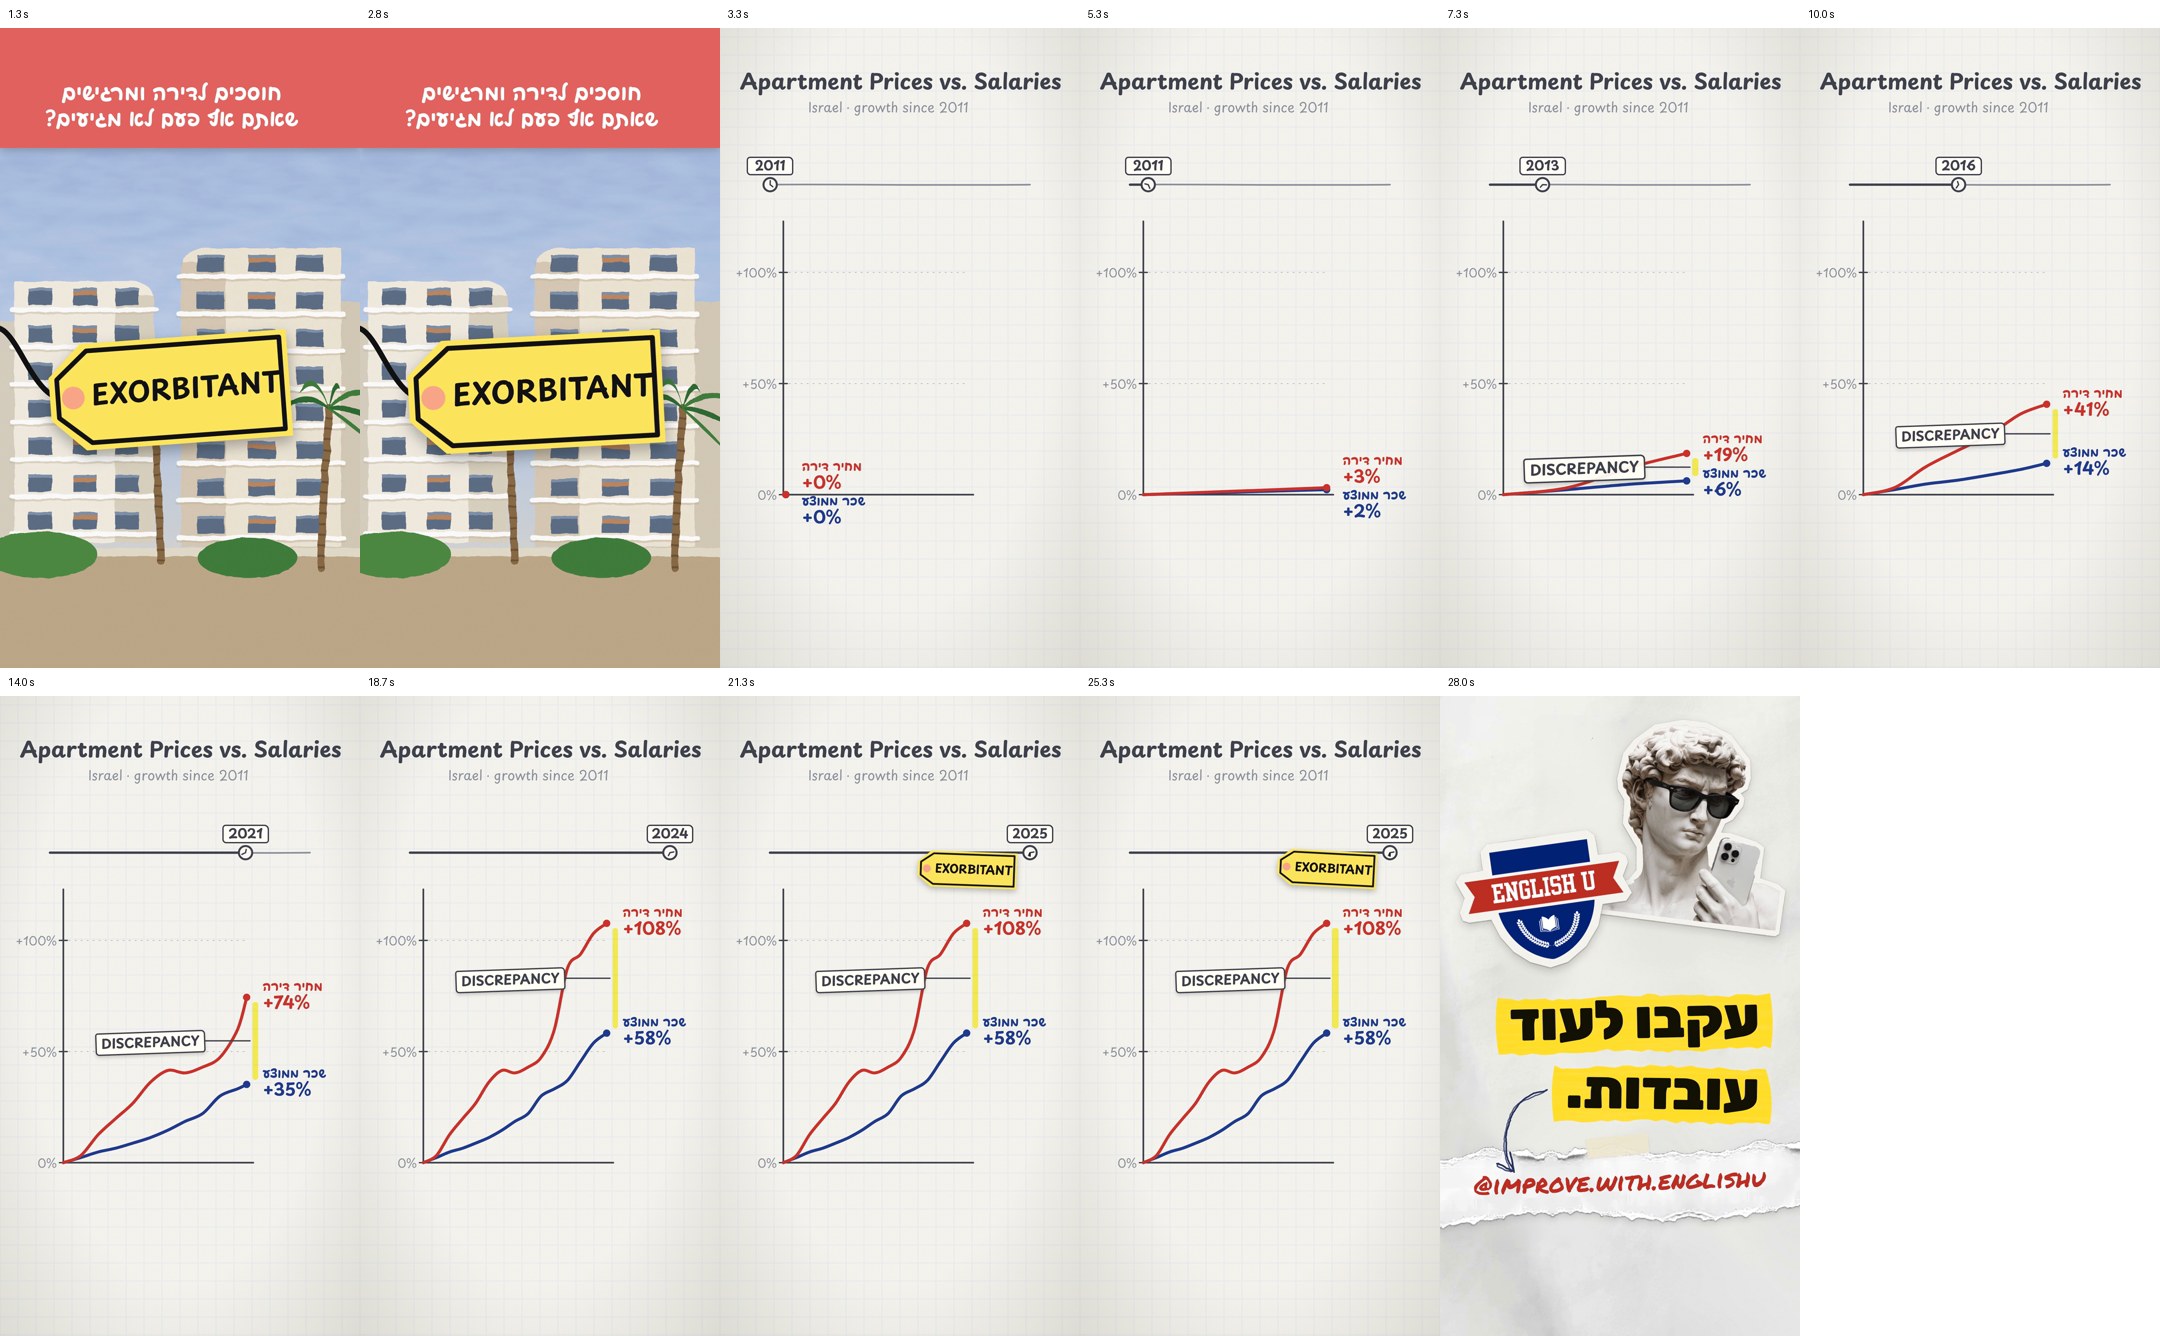 1.3s
2.8s
3.3s
5.3s
7.3s
10.0s
חוסכים לדירה ומרגישים
שאתם אף פעם לא מגיעים?
EXORBITANT
חוסכים לדירה ומרגישים
שאתם אף פעם לא מגיעים?
EXORBITANT
Apartment Prices vs. Salaries
Israel · growth since 2011
2011
+100%
+50%
0%
מחיר דירה
+0%
שכר ממוצע
+0%
Apartment Prices vs. Salaries
Israel · growth since 2011
2011
+100%
+50%
0%
מחיר דירה
+3%
שכר ממוצע
+2%
Apartment Prices vs. Salaries
Israel · growth since 2011
2013
+100%
+50%
0%
DISCREPANCY
מחיר דירה
+19%
שכר ממוצע
+6%
Apartment Prices vs. Salaries
Israel · growth since 2011
2016
+100%
+50%
0%
DISCREPANCY
מחיר דירה
+41%
שכר ממוצע
+14%
14.0s
18.7s
21.3s
25.3s
28.0s
Apartment Prices vs. Salaries
Israel · growth since 2011
2021
+100%
+50%
0%
DISCREPANCY
מחיר דירה
+74%
שכר ממוצע
+35%
Apartment Prices vs. Salaries
Israel · growth since 2011
2024
+100%
+50%
0%
DISCREPANCY
מחיר דירה
+108%
שכר ממוצע
+58%
Apartment Prices vs. Salaries
Israel · growth since 2011
2025
EXORBITANT
+100%
+50%
0%
DISCREPANCY
מחיר דירה
+108%
שכר ממוצע
+58%
Apartment Prices vs. Salaries
Israel · growth since 2011
2025
EXORBITANT
+100%
+50%
0%
DISCREPANCY
מחיר דירה
+108%
שכר ממוצע
+58%
ENGLISH U
עקבו לעוד
עובדות.
@IMPROVE.WITH.ENGLISHU